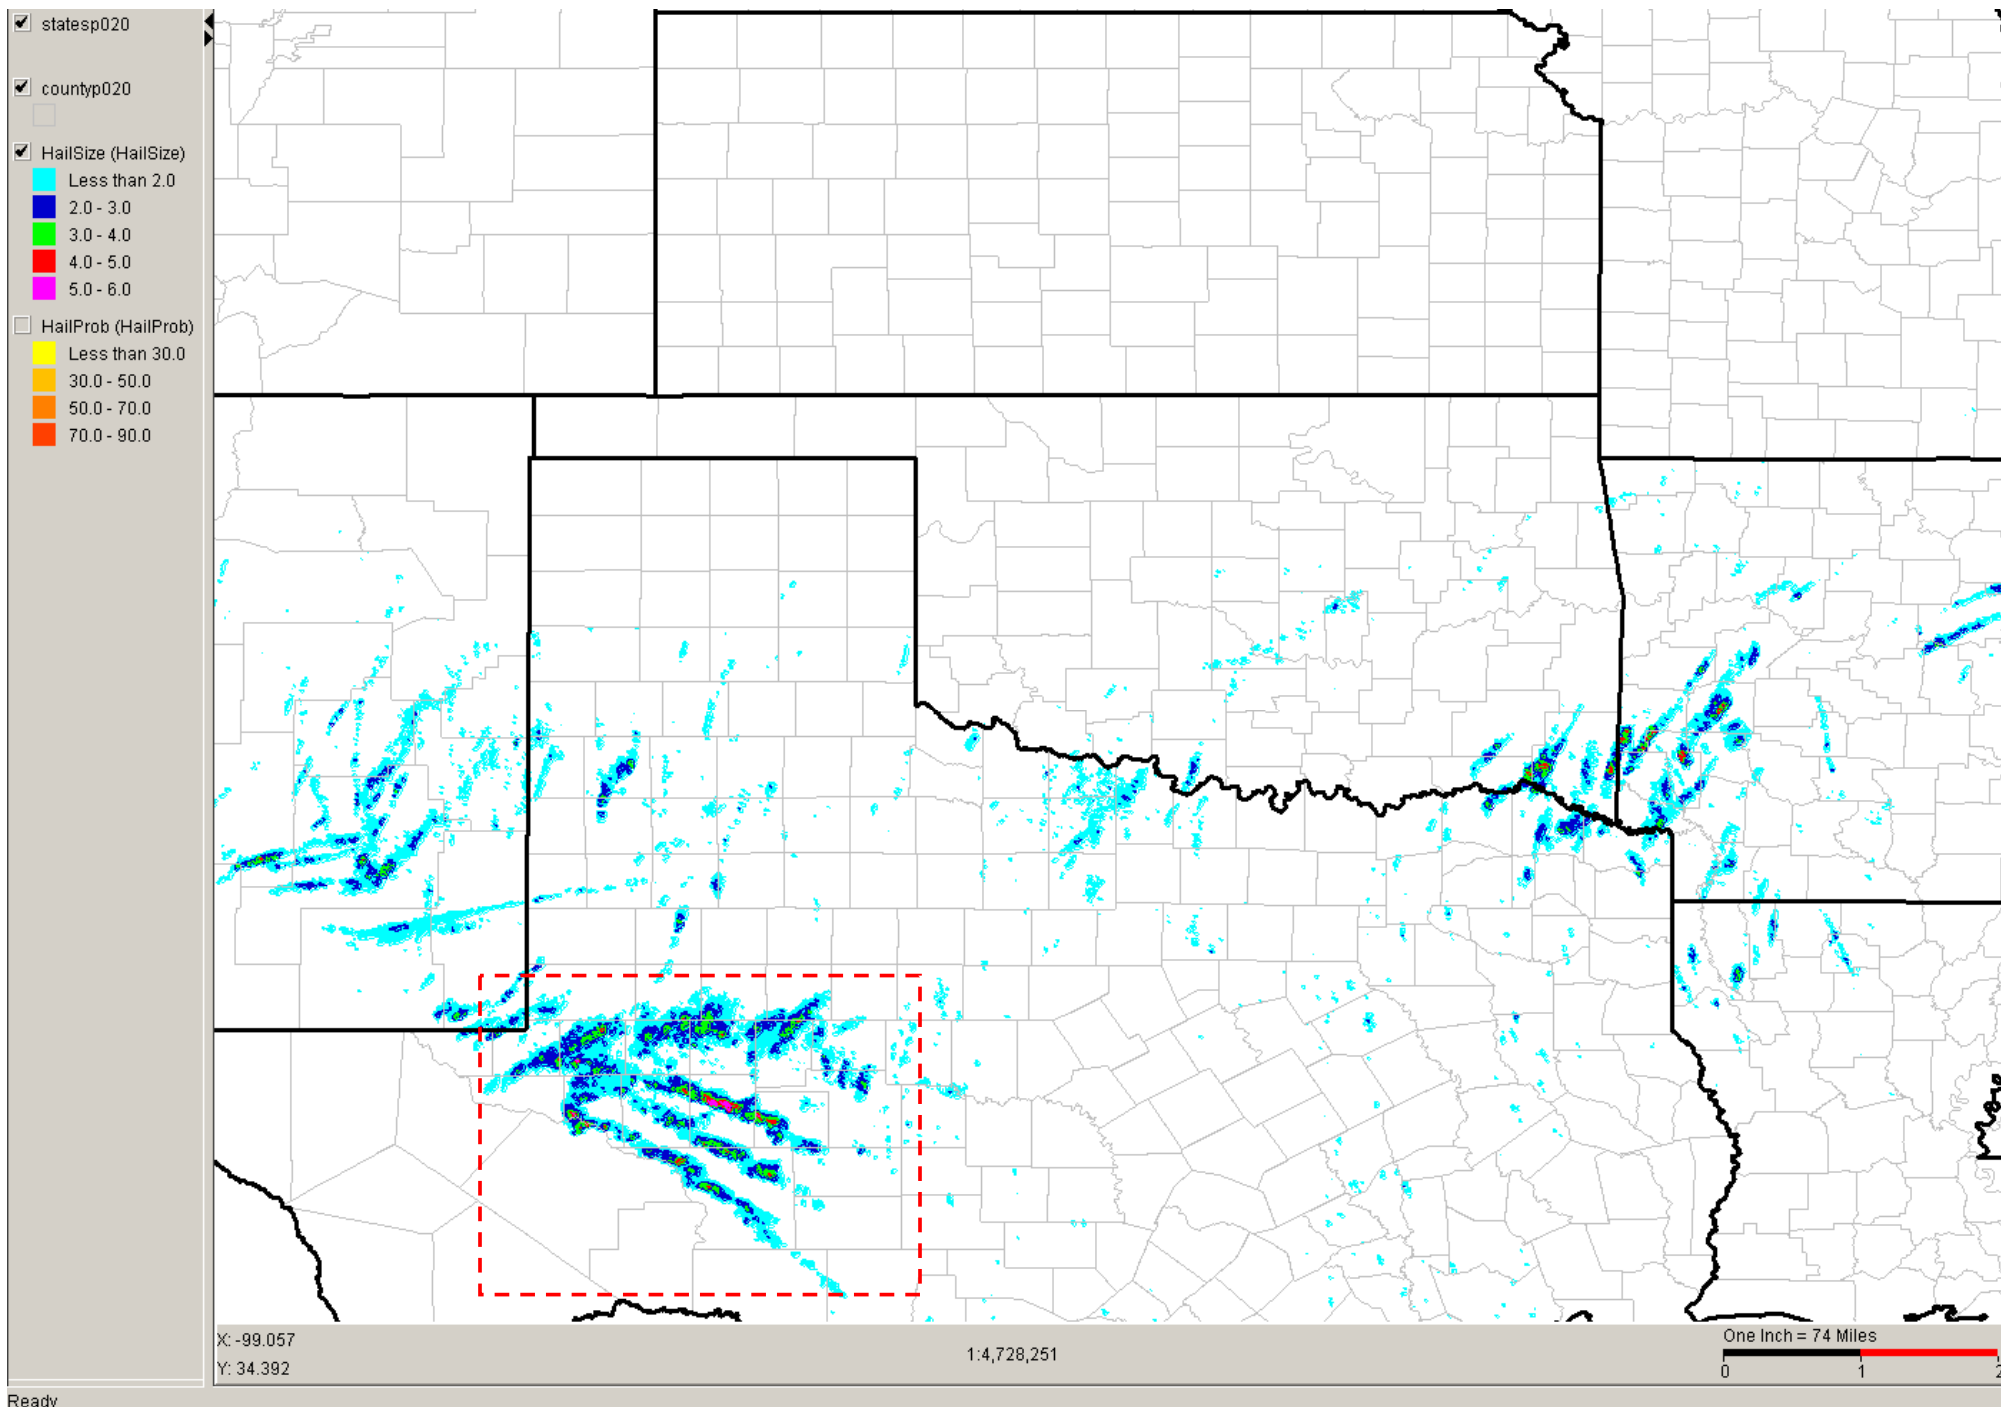 statesp020
countyp020
HailSize (HailSize)
Less than 2.0
2.0 - 3.0
3.0 - 4.0
4.0 - 5.0
5.0 - 6.0
HailProb (HailProb)
Less than 30.0
30.0 - 50.0
50.0 - 70.0
70.0 - 90.0
X: -99.057
Y: 34.392
1:4,728,251
One Inch = 74 Miles
0 1 2
Ready